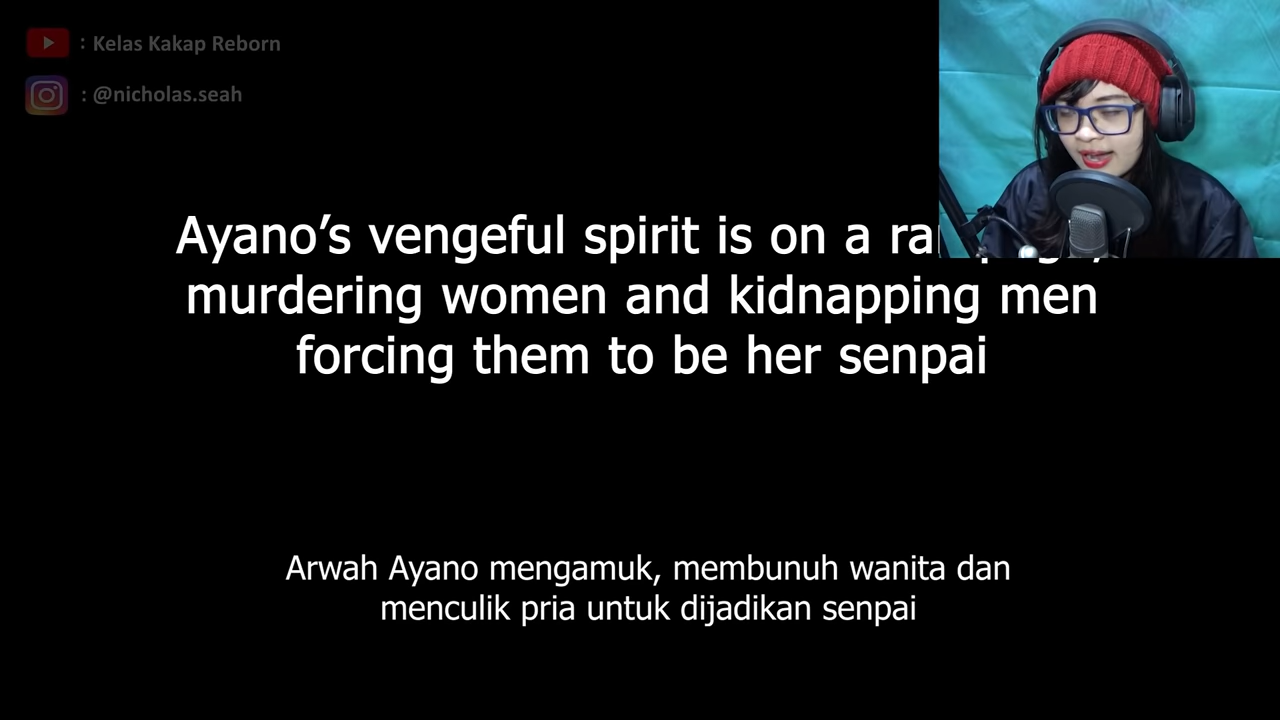 : Kelas Kakap Reborn
: @nicholas.seah
Ayano’s vengeful spirit is on a
murdering women and kidnapping men
forcing them to be her senpai
Arwah Ayano mengamuk, membunuh wanita dan
menculik pria untuk dijadikan senpai